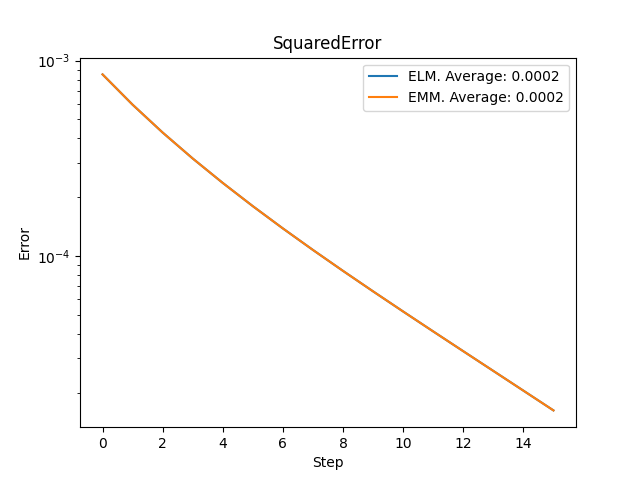 SquaredError
10⁻³
ELM. Average: 0.0002
EMM. Average: 0.0002
Error
10⁻⁴
0 2 4 6 8 10 12 14
Step